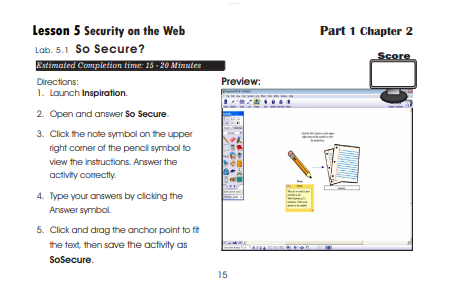 Lesson 5 Security on the Web
Part 1 Chapter 2
Lab. 5.1 So Secure?
Score
Estimated Completion time: 15 - 20 Minutes
Directions:
Preview:
1. Launch Inspiration.
2. Open and answer So Secure.
3. Click the note symbol on the upper
right corner of the pencil symbol to
view the instructions. Answer the
activity correctly.
4. Type your answers by clicking the
Answer symbol.
5. Click and drag the anchor point to fit
the text, then save the activity as
SoSecure.
15